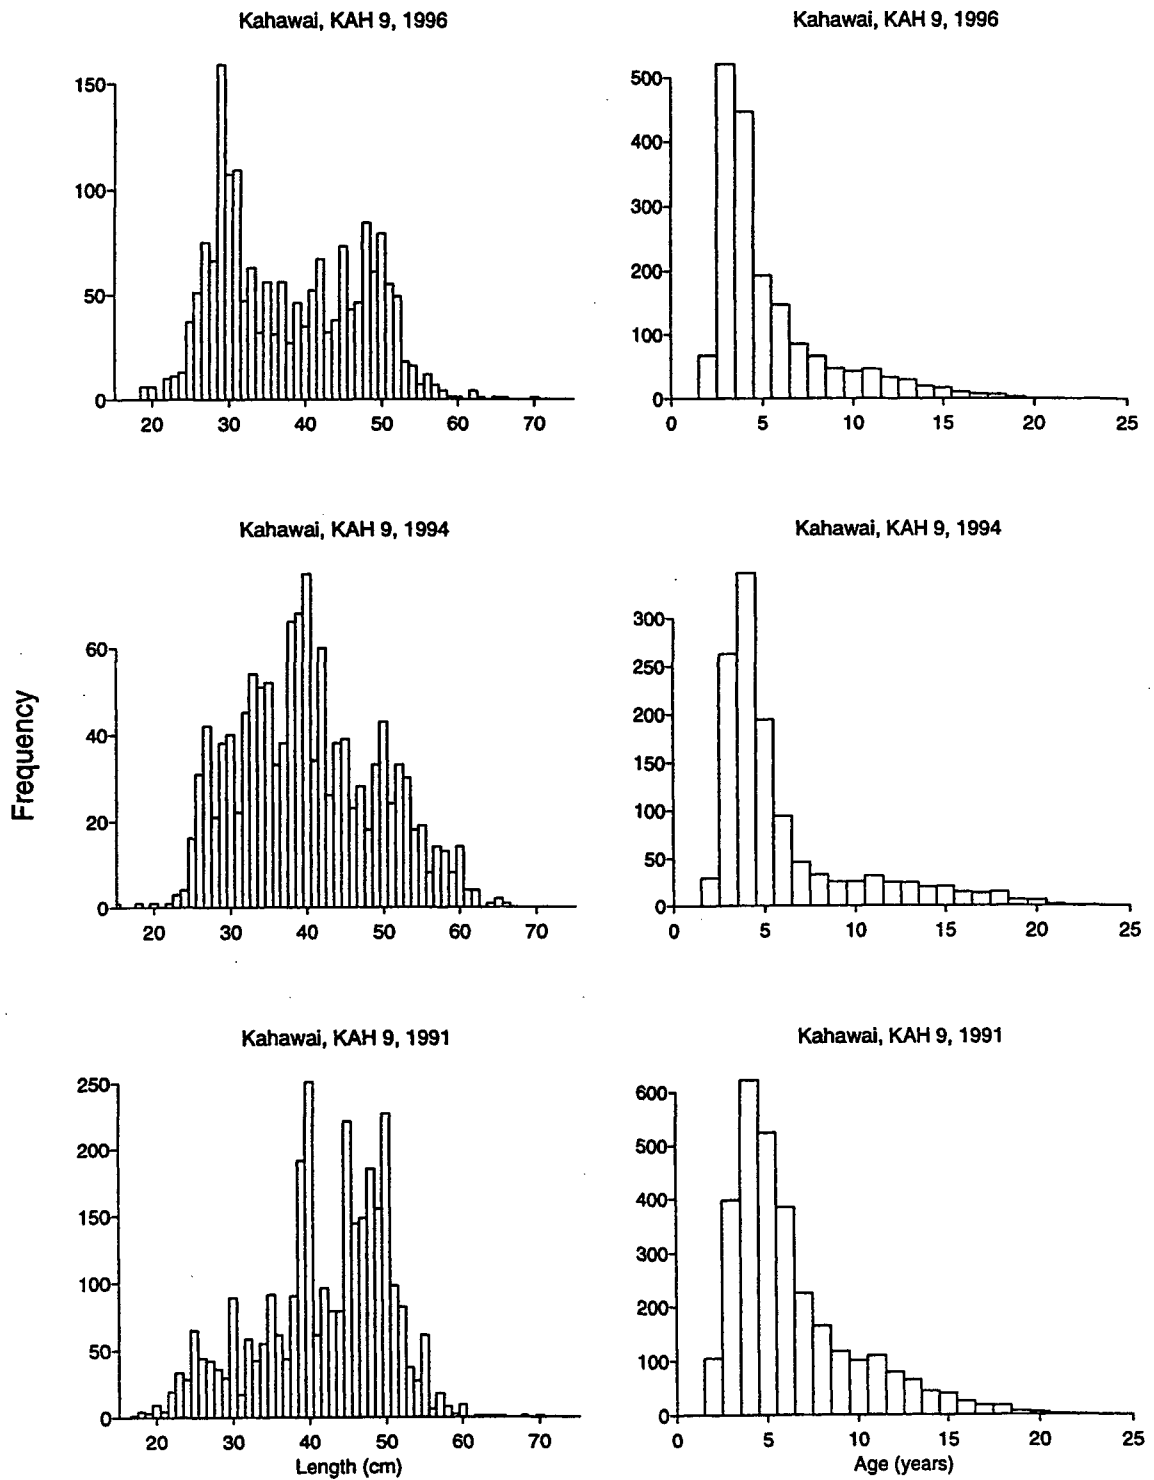 Kahawai, KAH 9, 1996
150
100
50
0
20 30 40 50 60 70
Kahawai, KAH 9, 1996
500
400
300
200
100
0
0 5 10 15 20 25
Frequency
Kahawai, KAH 9, 1994
60
40
20
0
20 30 40 50 60 70
Kahawai, KAH 9, 1994
300
250
200
150
100
50
0
0 5 10 15 20 25
Kahawai, KAH 9, 1991
250
200
150
100
50
0
20 30 40 50 60 70
Length (cm)
Kahawai, KAH 9, 1991
600
500
400
300
200
100
0
0 5 10 15 20 25
Age (years)